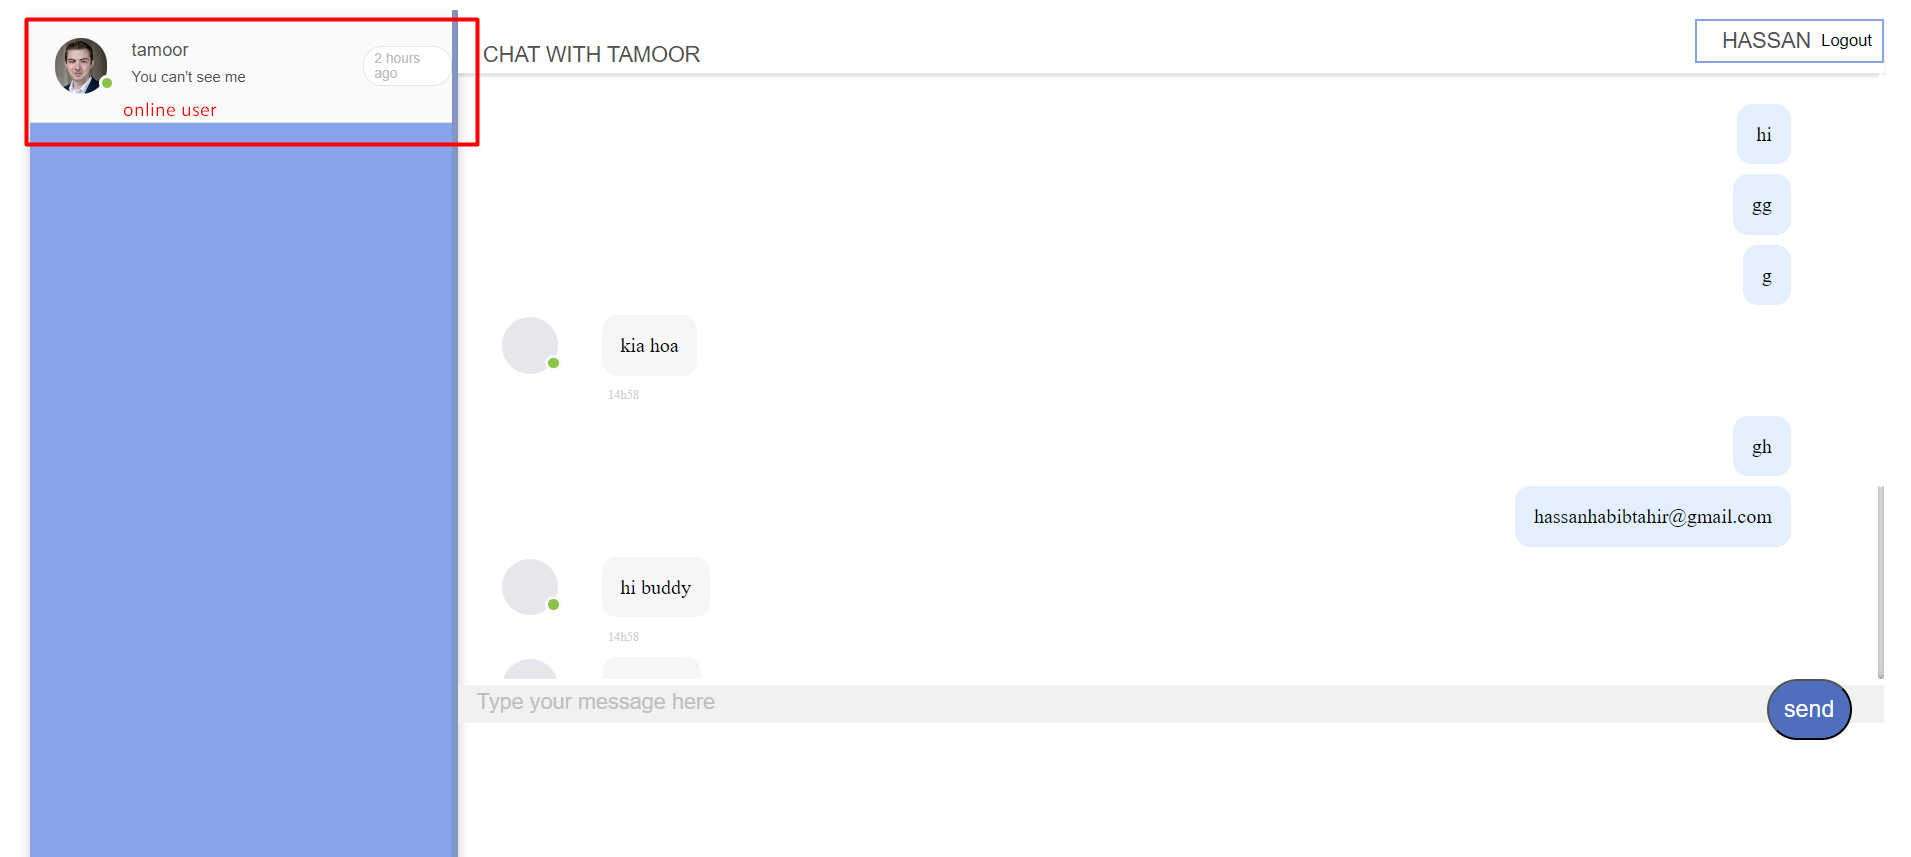 tamoor
You can't see me
2 hours
ago
online user
CHAT WITH TAMOOR
HASSAN Logout
hi
gg
g
kia hoa
14h58
gh
hassanhabibtahir@gmail.com
hi buddy
14h58
Type your message here
send